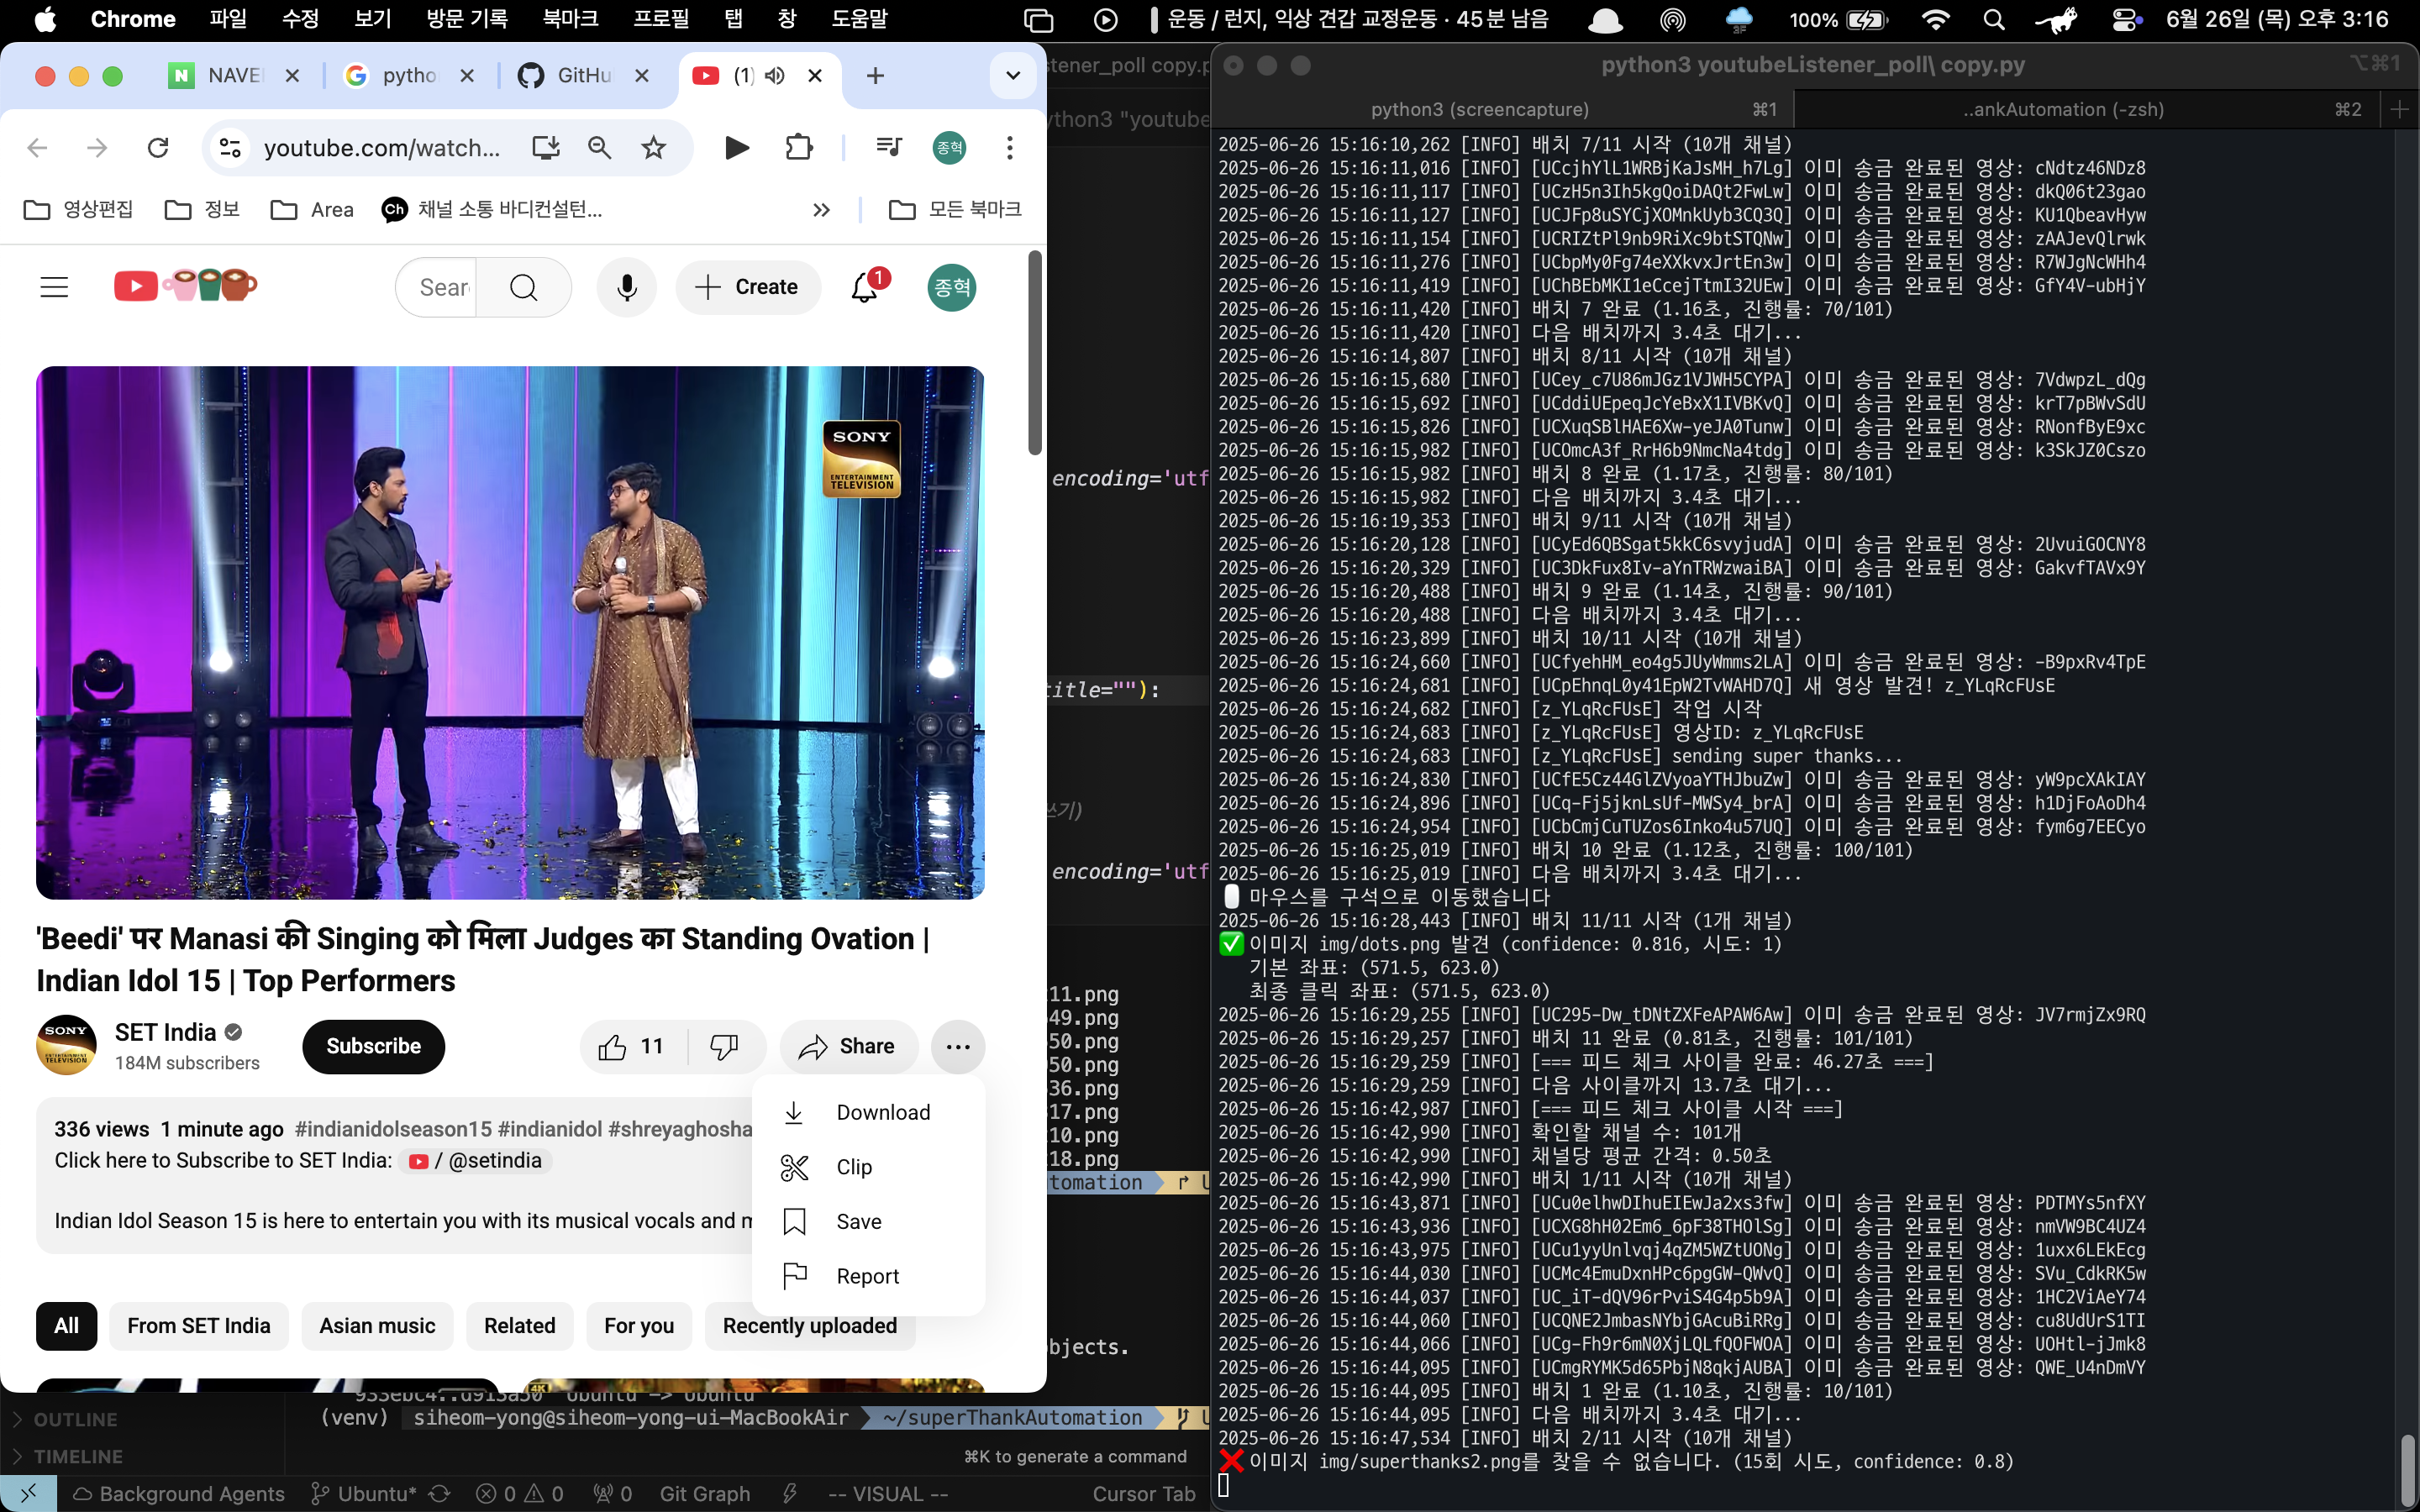 Chrome 파일 수정 보기 방문 기록 북마크 프로필 탭 창 도움말
운동 / 런지, 익상 견갑 교정운동 · 45분 남음 100% 6월 26일 (목) 오후 3:16
NAVE pytho GitHu (1)
youtube.com/watch... 종혁
영상편집 정보 Area Ch 채널 소통 바디컨설턴... 모든 북마크
Sear Create 1 종혁
SONY
ENTERTAINMENT
TELEVISION
'Beedi' पर Manasi की Singing को मिला Judges का Standing Ovation |
Indian Idol 15 | Top Performers
SONY
SET India
184M subscribers
Subscribe
11
Share
Download
Clip
Save
Report
336 views 1 minute ago #indianidolseason15 #indianidol #shreyaghosha
Click here to Subscribe to SET India: / @setindia
Indian Idol Season 15 is here to entertain you with its musical vocals and m
All From SET India Asian music Related For you Recently uploaded
4K
stener_poll copy.p
ython3 "youtube
encoding='utf
title=""):
쓰기)
encoding='utf
11.png
49.png
50.png
50.png
36.png
17.png
10.png
18.png
tomation
bjects.
933ebc4..d913a50 Ubuntu -> Ubuntu
(venv) siheom-yong@siheom-yong-ui-MacBookAir ~/superThankAutomation
OUTLINE
TIMELINE
⌘K to generate a command
Background Agents Ubuntu* 0 0 0 Git Graph -- VISUAL -- Cursor Tab
python3 youtubeListener_poll\ copy.py ⌥⌘1
python3 (screencapture) ⌘1 ..ankAutomation (-zsh) ⌘2
2025-06-26 15:16:10,262 [INFO] 배치 7/11 시작 (10개 채널)
2025-06-26 15:16:11,016 [INFO] [UCcjhYlL1WRBjKaJsMH_h7Lg] 이미 송금 완료된 영상: cNdtz46NDz8
2025-06-26 15:16:11,117 [INFO] [UCzH5n3Ih5kgQoiDAQt2FwLw] 이미 송금 완료된 영상: dkQ06t23gao
2025-06-26 15:16:11,127 [INFO] [UCJFp8uSYCjXOMnkUyb3CQ3Q] 이미 송금 완료된 영상: KU1QbeavHyw
2025-06-26 15:16:11,154 [INFO] [UCRIZtPl9nb9RiXc9btSTQNw] 이미 송금 완료된 영상: zAAJevQlrwk
2025-06-26 15:16:11,276 [INFO] [UCbpMy0Fg74eXXkvxJrtEn3w] 이미 송금 완료된 영상: R7WJgNcWHh4
2025-06-26 15:16:11,419 [INFO] [UChBEbMKI1eCcejTtmI32UEw] 이미 송금 완료된 영상: GfY4V-ubHjY
2025-06-26 15:16:11,420 [INFO] 배치 7 완료 (1.16초, 진행률: 70/101)
2025-06-26 15:16:11,420 [INFO] 다음 배치까지 3.4초 대기...
2025-06-26 15:16:14,807 [INFO] 배치 8/11 시작 (10개 채널)
2025-06-26 15:16:15,680 [INFO] [UCey_c7U86mJGz1VJWH5CYPA] 이미 송금 완료된 영상: 7VdwpzL_dQg
2025-06-26 15:16:15,692 [INFO] [UCddiUEpeqJcYeBxX1IVBKvQ] 이미 송금 완료된 영상: krT7pBWvSdU
2025-06-26 15:16:15,826 [INFO] [UCXuqSBlHAE6Xw-yeJA0Tunw] 이미 송금 완료된 영상: RNonfByE9xc
2025-06-26 15:16:15,982 [INFO] [UCOmcA3f_RrH6b9NmcNa4tdg] 이미 송금 완료된 영상: k3SkJZ0Cszo
2025-06-26 15:16:15,982 [INFO] 배치 8 완료 (1.17초, 진행률: 80/101)
2025-06-26 15:16:15,982 [INFO] 다음 배치까지 3.4초 대기...
2025-06-26 15:16:19,353 [INFO] 배치 9/11 시작 (10개 채널)
2025-06-26 15:16:20,128 [INFO] [UCyEd6QBSgat5kkC6svyjudA] 이미 송금 완료된 영상: 2UvuiGOCNY8
2025-06-26 15:16:20,329 [INFO] [UC3DkFux8Iv-aYnTRWzwaiBA] 이미 송금 완료된 영상: GakvfTAVx9Y
2025-06-26 15:16:20,488 [INFO] 배치 9 완료 (1.14초, 진행률: 90/101)
2025-06-26 15:16:20,488 [INFO] 다음 배치까지 3.4초 대기...
2025-06-26 15:16:23,899 [INFO] 배치 10/11 시작 (10개 채널)
2025-06-26 15:16:24,660 [INFO] [UCfyehHM_eo4g5JUyWmms2LA] 이미 송금 완료된 영상: -B9pxRv4TpE
2025-06-26 15:16:24,681 [INFO] [UCpEhnqL0y41EpW2TvWAHD7Q] 새 영상 발견! z_YLqRcFUsE
2025-06-26 15:16:24,682 [INFO] [z_YLqRcFUsE] 작업 시작
2025-06-26 15:16:24,683 [INFO] [z_YLqRcFUsE] 영상ID: z_YLqRcFUsE
2025-06-26 15:16:24,683 [INFO] [z_YLqRcFUsE] sending super thanks...
2025-06-26 15:16:24,830 [INFO] [UCfE5Cz44GlZVyoaYTHJbuZw] 이미 송금 완료된 영상: yW9pcXAkIAY
2025-06-26 15:16:24,896 [INFO] [UCq-Fj5jknLsUf-MWSy4_brA] 이미 송금 완료된 영상: h1DjFoAoDh4
2025-06-26 15:16:24,954 [INFO] [UCbCmjCuTUZos6Inko4u57UQ] 이미 송금 완료된 영상: fym6g7EECyo
2025-06-26 15:16:25,019 [INFO] 배치 10 완료 (1.12초, 진행률: 100/101)
2025-06-26 15:16:25,019 [INFO] 다음 배치까지 3.4초 대기...
마우스를 구석으로 이동했습니다
2025-06-26 15:16:28,443 [INFO] 배치 11/11 시작 (1개 채널)
✅ 이미지 img/dots.png 발견 (confidence: 0.816, 시도: 1)
기본 좌표: (571.5, 623.0)
최종 클릭 좌표: (571.5, 623.0)
2025-06-26 15:16:29,255 [INFO] [UC295-Dw_tDNtZXFeAPAW6Aw] 이미 송금 완료된 영상: JV7rmjZx9RQ
2025-06-26 15:16:29,257 [INFO] 배치 11 완료 (0.81초, 진행률: 101/101)
2025-06-26 15:16:29,259 [INFO] [=== 피드 체크 사이클 완료: 46.27초 ===]
2025-06-26 15:16:29,259 [INFO] 다음 사이클까지 13.7초 대기...
2025-06-26 15:16:42,987 [INFO] [=== 피드 체크 사이클 시작 ===]
2025-06-26 15:16:42,990 [INFO] 확인할 채널 수: 101개
2025-06-26 15:16:42,990 [INFO] 채널당 평균 간격: 0.50초
2025-06-26 15:16:42,990 [INFO] 배치 1/11 시작 (10개 채널)
2025-06-26 15:16:43,871 [INFO] [UCu0elhwDIhuEIEwJa2xs3fw] 이미 송금 완료된 영상: PDTMYs5nfXY
2025-06-26 15:16:43,936 [INFO] [UCXG8hH02Em6_6pF38THOlSg] 이미 송금 완료된 영상: nmVW9BC4UZ4
2025-06-26 15:16:43,975 [INFO] [UCu1yyUnlvqj4qZM5WZtUONg] 이미 송금 완료된 영상: 1uxx6LEkEcg
2025-06-26 15:16:44,030 [INFO] [UCMc4EmuDxnHPc6pgGW-QWvQ] 이미 송금 완료된 영상: SVu_CdkRK5w
2025-06-26 15:16:44,037 [INFO] [UC_iT-dQV96rPviS4G4p5b9A] 이미 송금 완료된 영상: 1HC2ViAeY74
2025-06-26 15:16:44,060 [INFO] [UCQNE2JmbasNYbjGAcuBiRRg] 이미 송금 완료된 영상: cu8UdUrS1TI
2025-06-26 15:16:44,066 [INFO] [UCg-Fh9r6mN0XjLQLfQOFWOA] 이미 송금 완료된 영상: UOHtl-jJmk8
2025-06-26 15:16:44,095 [INFO] [UCmgRYMK5d65PbjN8qkjAUBA] 이미 송금 완료된 영상: QWE_U4nDmVY
2025-06-26 15:16:44,095 [INFO] 배치 1 완료 (1.10초, 진행률: 10/101)
2025-06-26 15:16:44,095 [INFO] 다음 배치까지 3.4초 대기...
2025-06-26 15:16:47,534 [INFO] 배치 2/11 시작 (10개 채널)
❌ 이미지 img/superthanks2.png를 찾을 수 없습니다. (15회 시도, confidence: 0.8)